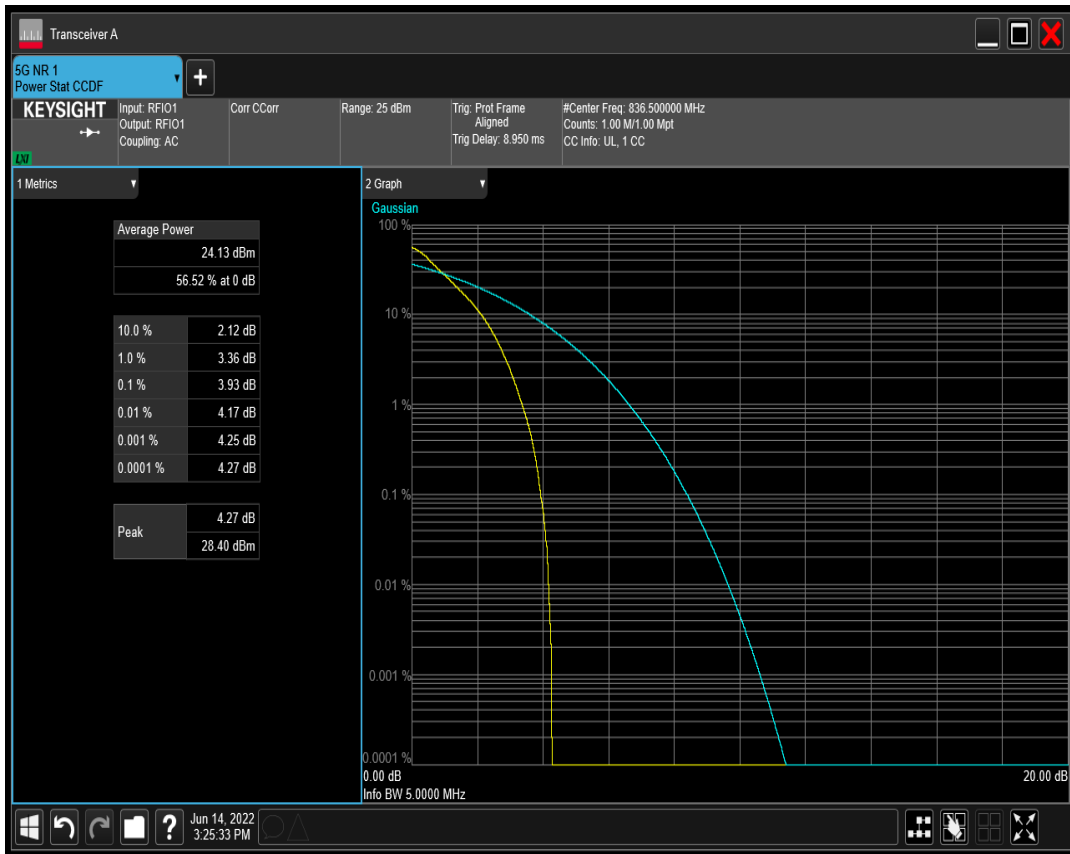 Transceiver A
5G NR 1
Power Stat CCDF
+
KEYSIGHT
LXI
Input: RFIO1
Output: RFIO1
Coupling: AC
Corr CCorr
Range: 25 dBm
Trig: Prot Frame
Aligned
Trig Delay: 8.950 ms
#Center Freq: 836.500000 MHz
Counts: 1.00 M/1.00 Mpt
CC Info: UL, 1 CC
1 Metrics
Average Power
24.13 dBm
56.52 % at 0 dB
10.0 % 2.12 dB
1.0 % 3.36 dB
0.1 % 3.93 dB
0.01 % 4.17 dB
0.001 % 4.25 dB
0.0001 % 4.27 dB
Peak
4.27 dB
28.40 dBm
2 Graph
Gaussian
100 %
10 %
1 %
0.1 %
0.01 %
0.001 %
0.0001 %
0.00 dB 20.00 dB
Info BW 5.0000 MHz
?
Jun 14, 2022
3:25:33 PM